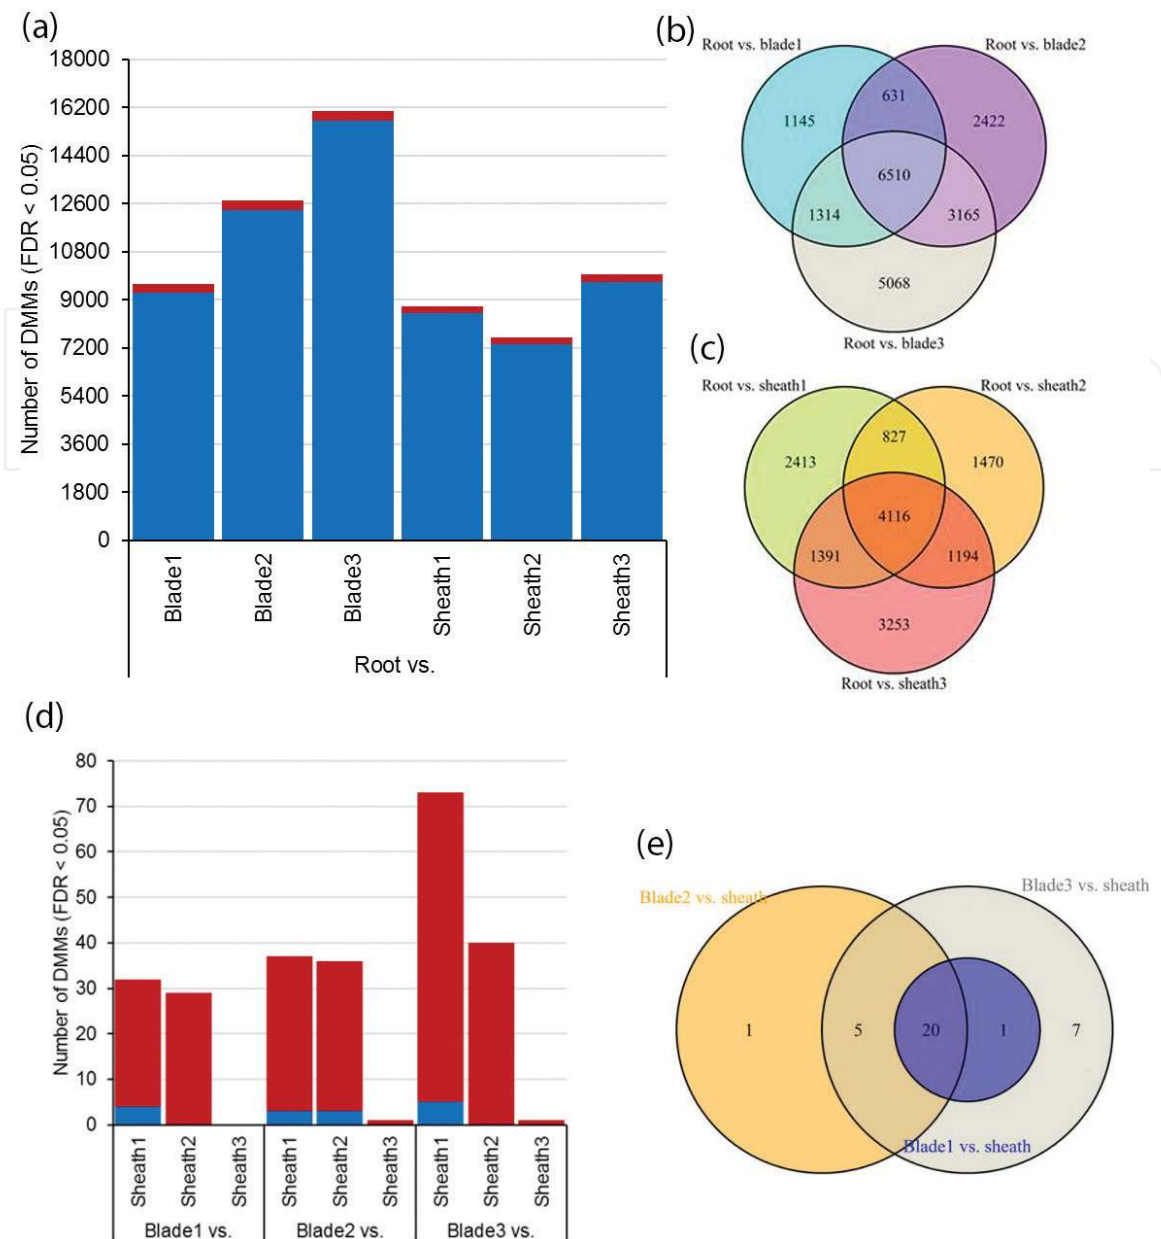 (a)
Number of DMMs (FDR < 0.05)
18000
16200
14400
12600
10800
9000
7200
5400
3600
1800
0
Blade1
Blade2
Blade3
Sheath1
Sheath2
Sheath3
Root vs.
(b)
Root vs. blade1
Root vs. blade2
631
1145
2422
6510
1314
3165
5068
Root vs. blade3
(c)
Root vs. sheath1
Root vs. sheath2
827
2413
1470
4116
1391
1194
3253
Root vs. sheath3
(d)
Number of DMMs (FDR < 0.05)
80
70
60
50
40
30
20
10
0
Sheath1
Sheath2
Sheath3
Sheath1
Sheath2
Sheath3
Sheath1
Sheath2
Sheath3
Blade1 vs.
Blade2 vs.
Blade3 vs.
(e)
Blade2 vs. sheath
Blade3 vs. sheath
1
5
20
1
7
Blade1 vs. sheath